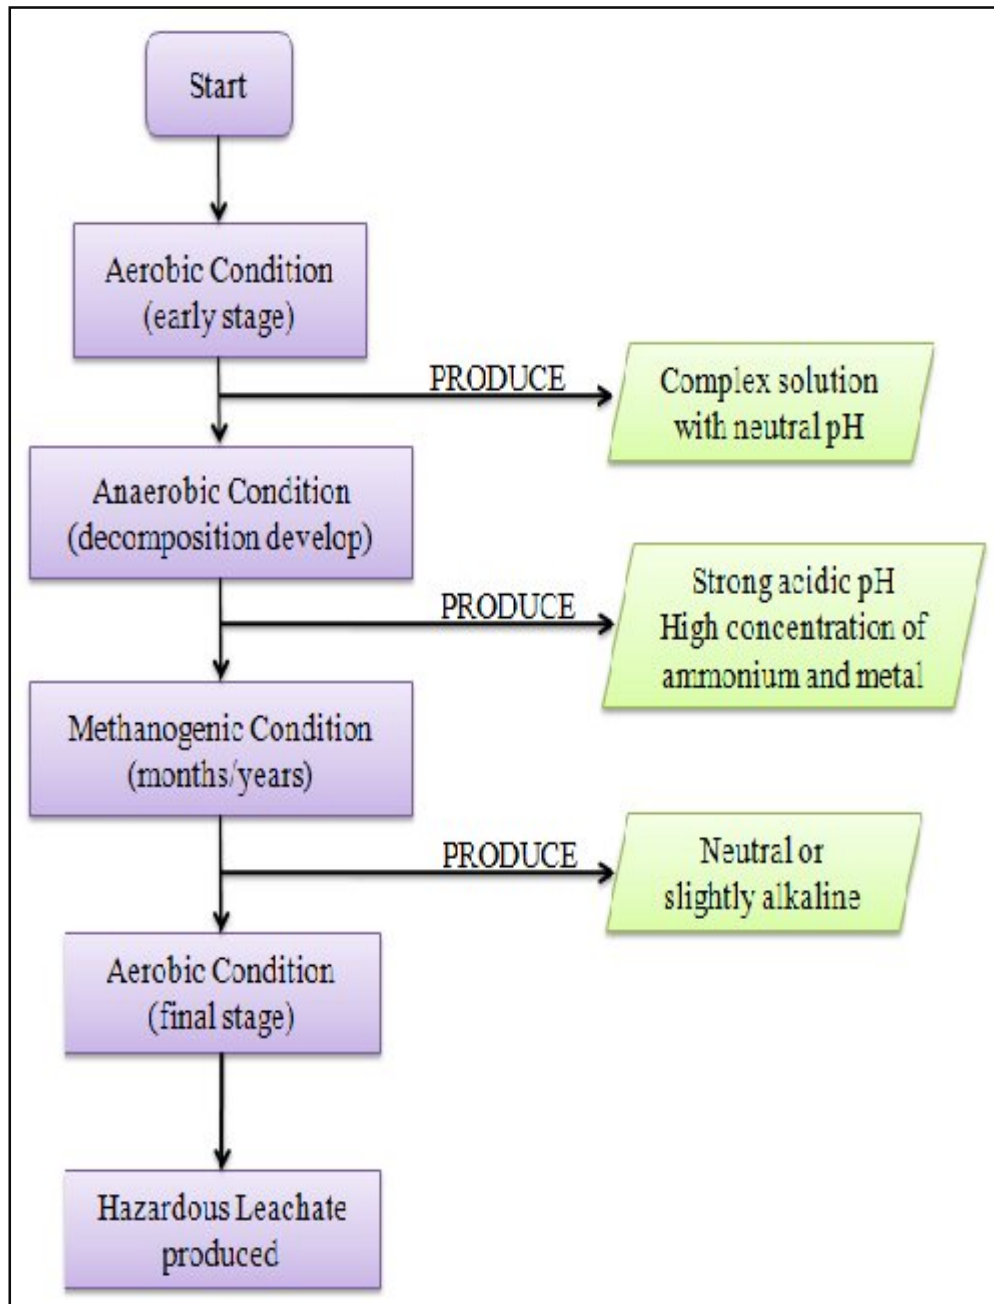 Start
Aerobic Condition
(early stage)
PRODUCE
Complex solution
with neutral pH
Anaerobic Condition
(decomposition develop)
PRODUCE
Strong acidic pH
High concentration of
ammonium and metal
Methanogenic Condition
(months/years)
PRODUCE
Neutral or
slightly alkaline
Aerobic Condition
(final stage)
Hazardous Leachate
produced